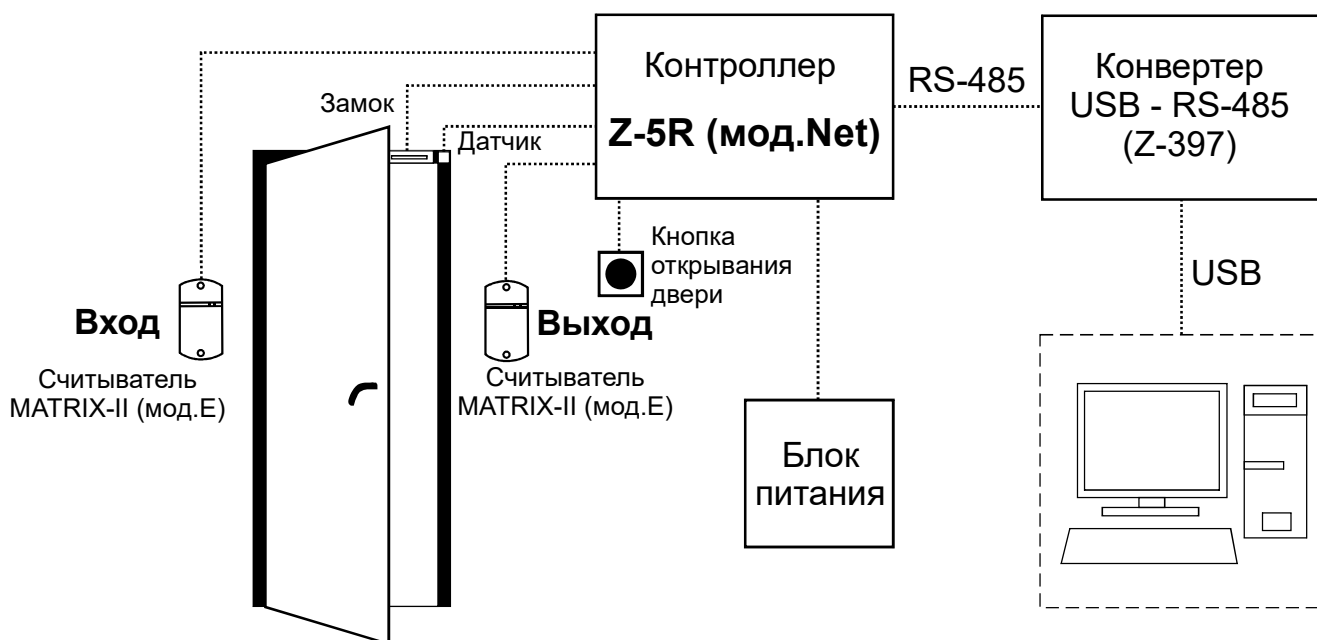 Контроллер
Z-5R (мод.Net)
RS-485
Конвертер
USB - RS-485
(Z-397)
Замок
Датчик
Кнопка
открывания
двери
USB
Вход
Выход
Считыватель
MATRIX-II (мод.E)
Считыватель
MATRIX-II (мод.E)
Блок
питания